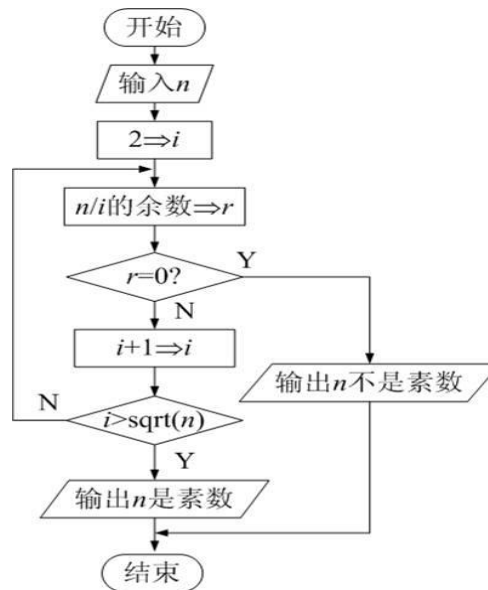 开始
输入n
2⇒i
n/i的余数⇒r
r=0?
Y
N
i+1⇒i
输出n不是素数
N
i>sqrt(n)
Y
输出n是素数
结束